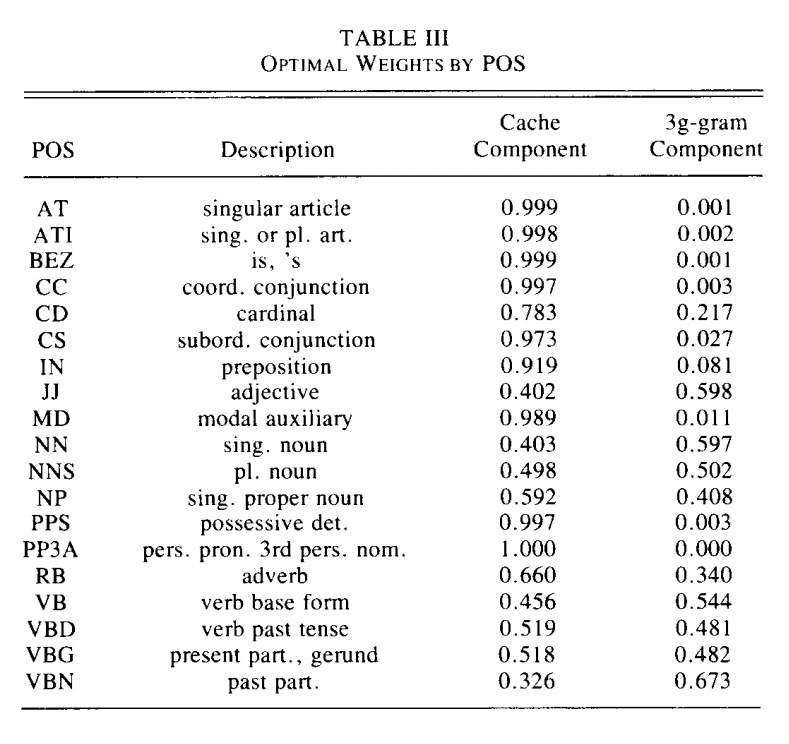 TABLE III
OPTIMAL WEIGHTS BY POS
POS Description Cache Component 3g-gram Component
AT singular article 0.999 0.001
ATI sing. or pl. art. 0.998 0.002
BEZ is, 's 0.999 0.001
CC coord. conjunction 0.997 0.003
CD cardinal 0.783 0.217
CS subord. conjunction 0.973 0.027
IN preposition 0.919 0.081
JJ adjective 0.402 0.598
MD modal auxiliary 0.989 0.011
NN sing. noun 0.403 0.597
NNS pl. noun 0.498 0.502
NP sing. proper noun 0.592 0.408
PPS possessive det. 0.997 0.003
PP3A pers. pron. 3rd pers. nom. 1.000 0.000
RB adverb 0.660 0.340
VB verb base form 0.456 0.544
VBD verb past tense 0.519 0.481
VBG present part., gerund 0.518 0.482
VBN past part. 0.326 0.673